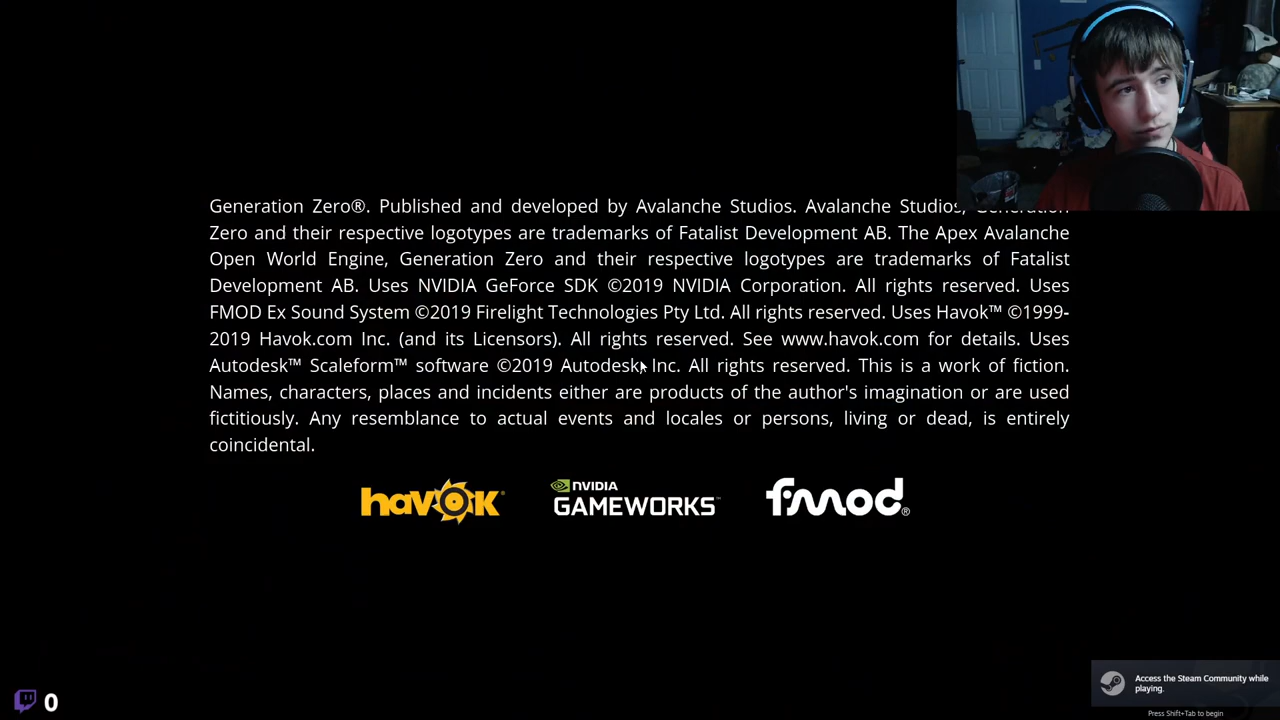 Generation Zero®. Published and developed by Avalanche Studios. Avalanche Studios, Generation
Zero and their respective logotypes are trademarks of Fatalist Development AB. The Apex Avalanche
Open World Engine, Generation Zero and their respective logotypes are trademarks of Fatalist
Development AB. Uses NVIDIA GeForce SDK ©2019 NVIDIA Corporation. All rights reserved. Uses
FMOD Ex Sound System ©2019 Firelight Technologies Pty Ltd. All rights reserved. Uses Havok™ ©1999-
2019 Havok.com Inc. (and its Licensors). All rights reserved. See www.havok.com for details. Uses
Autodesk™ Scaleform™ software ©2019 Autodesk Inc. All rights reserved. This is a work of fiction.
Names, characters, places and incidents either are products of the author's imagination or are used
fictitiously. Any resemblance to actual events and locales or persons, living or dead, is entirely
coincidental.
havok®
NVIDIA
GAMEWORKS™
fmod®
0
Access the Steam Community while
playing.
Press Shift+Tab to begin